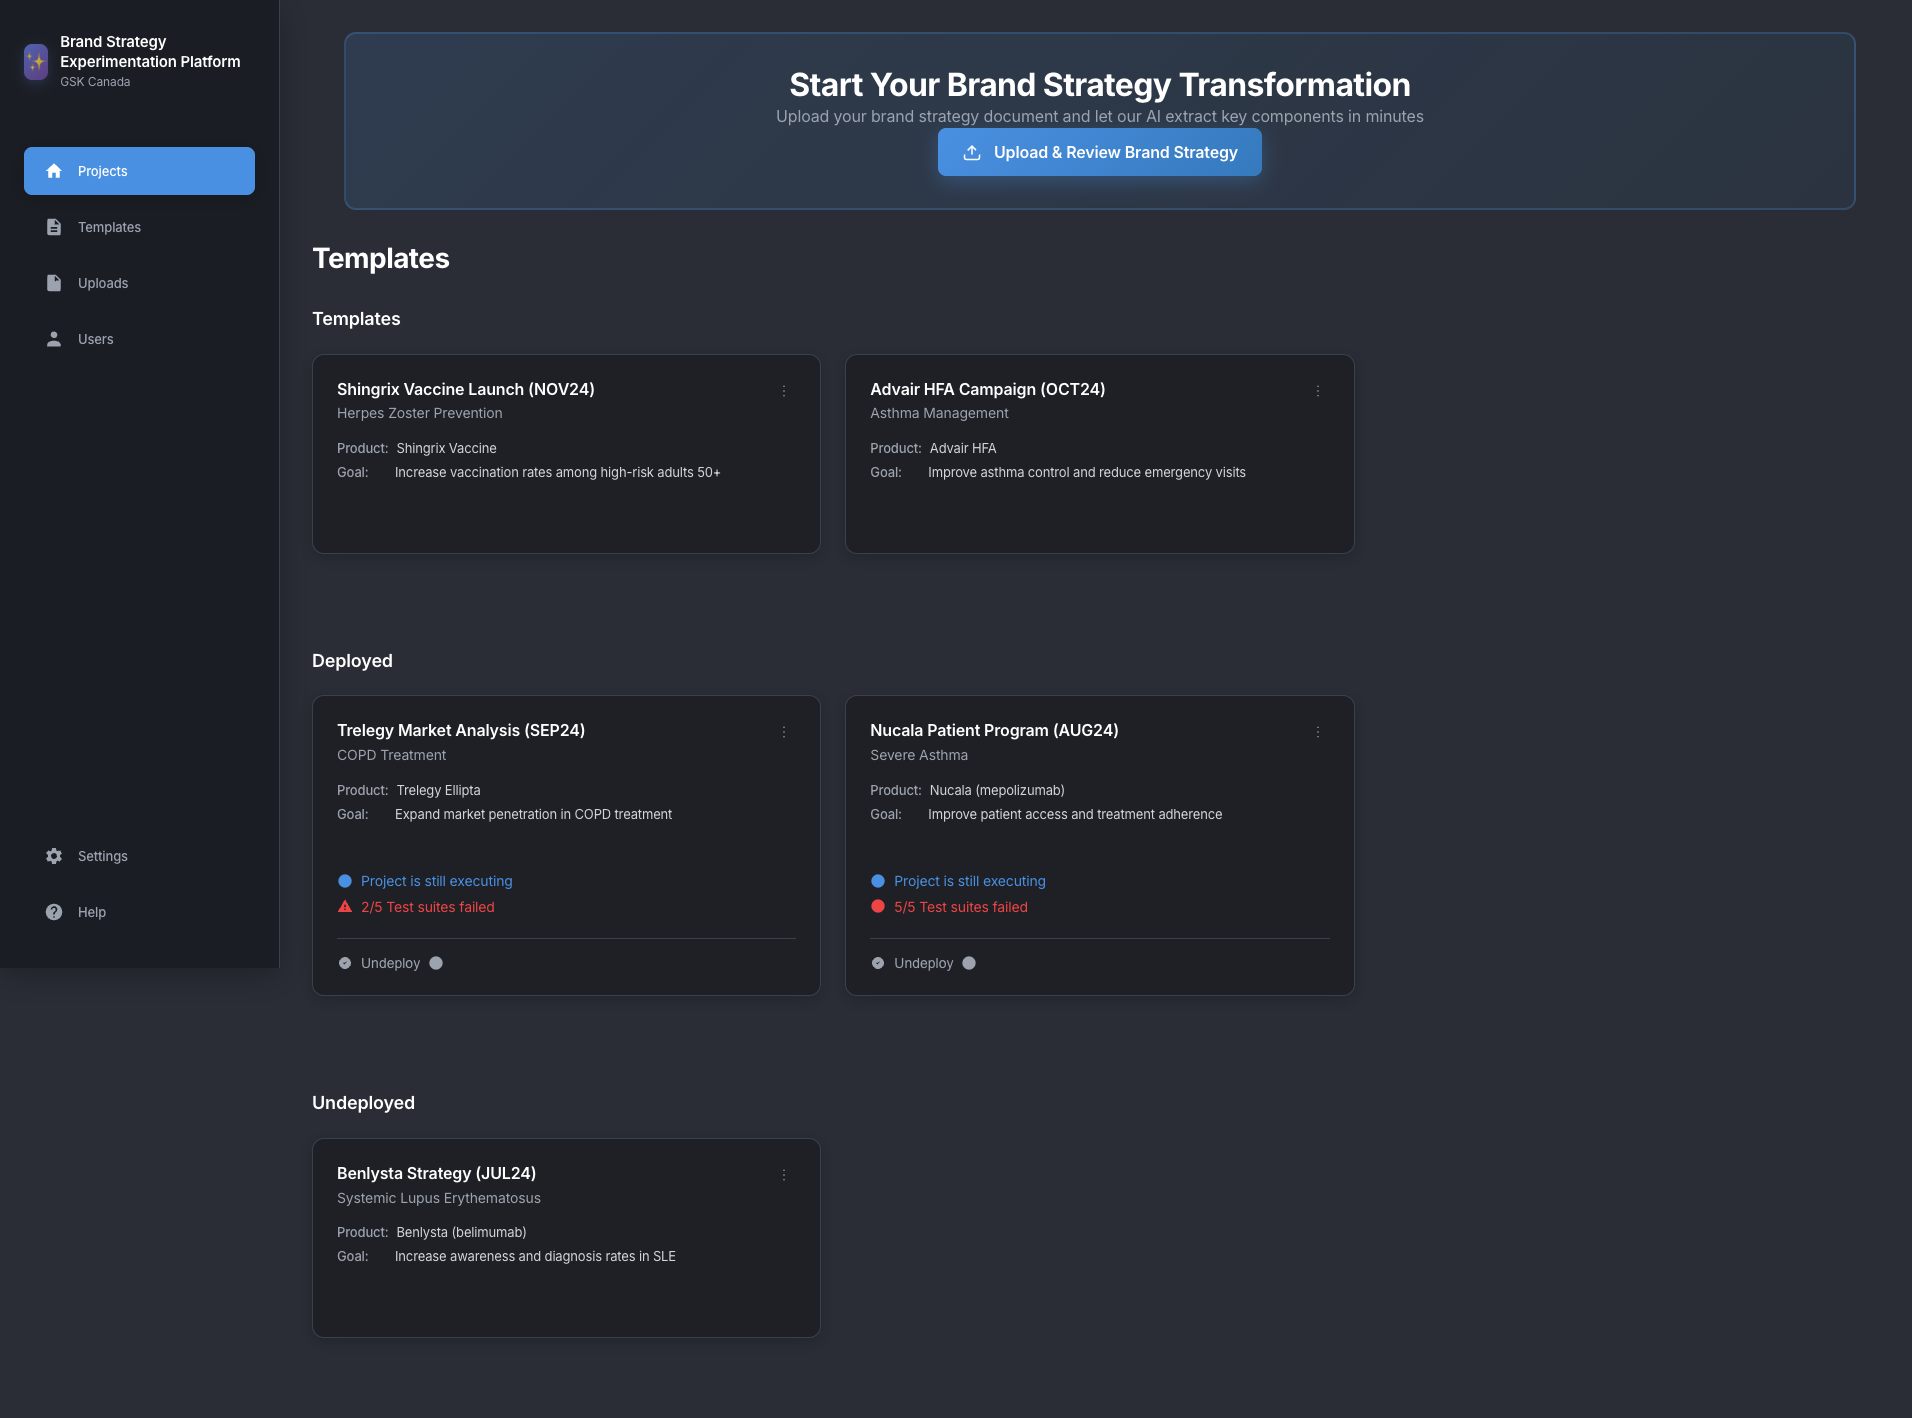 Brand Strategy
Experimentation Platform
GSK Canada
Projects
Templates
Uploads
Users
Settings
Help
Start Your Brand Strategy Transformation
Upload your brand strategy document and let our AI extract key components in minutes
Upload & Review Brand Strategy
Templates
Templates
Shingrix Vaccine Launch (NOV24)
Herpes Zoster Prevention
Product: Shingrix Vaccine
Goal: Increase vaccination rates among high-risk adults 50+
Advair HFA Campaign (OCT24)
Asthma Management
Product: Advair HFA
Goal: Improve asthma control and reduce emergency visits
Deployed
Trelegy Market Analysis (SEP24)
COPD Treatment
Product: Trelegy Ellipta
Goal: Expand market penetration in COPD treatment
Project is still executing
2/5 Test suites failed
Undeploy
Nucala Patient Program (AUG24)
Severe Asthma
Product: Nucala (mepolizumab)
Goal: Improve patient access and treatment adherence
Project is still executing
5/5 Test suites failed
Undeploy
Undeployed
Benlysta Strategy (JUL24)
Systemic Lupus Erythematosus
Product: Benlysta (belimumab)
Goal: Increase awareness and diagnosis rates in SLE